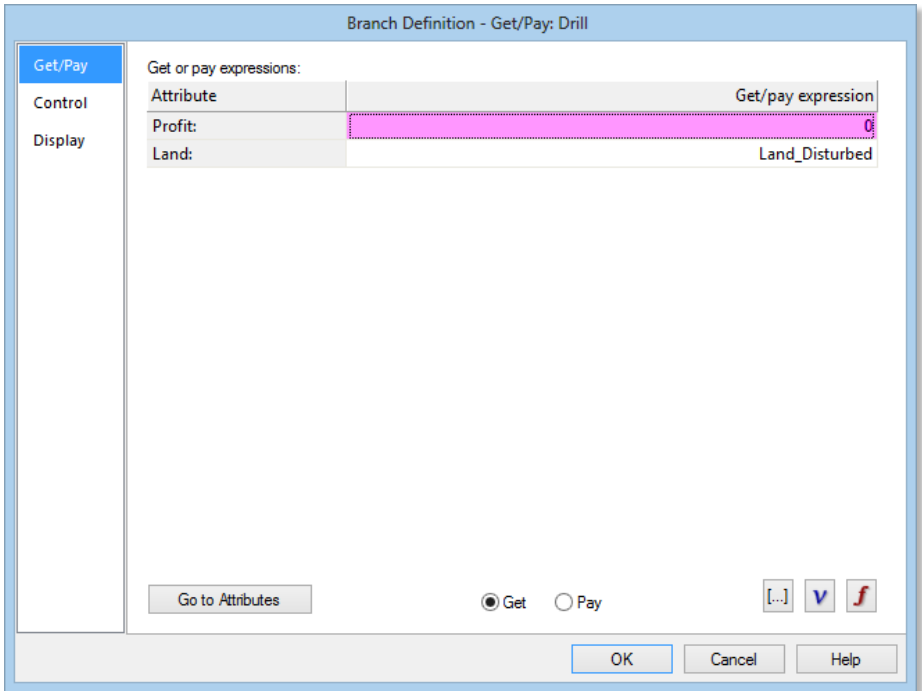 Branch Definition - Get/Pay: Drill
Get/Pay
Control
Display
Get or pay expressions:
Attribute Get/pay expression
Profit: 0
Land: Land_Disturbed
Go to Attributes Get Pay [...] v f
OK Cancel Help